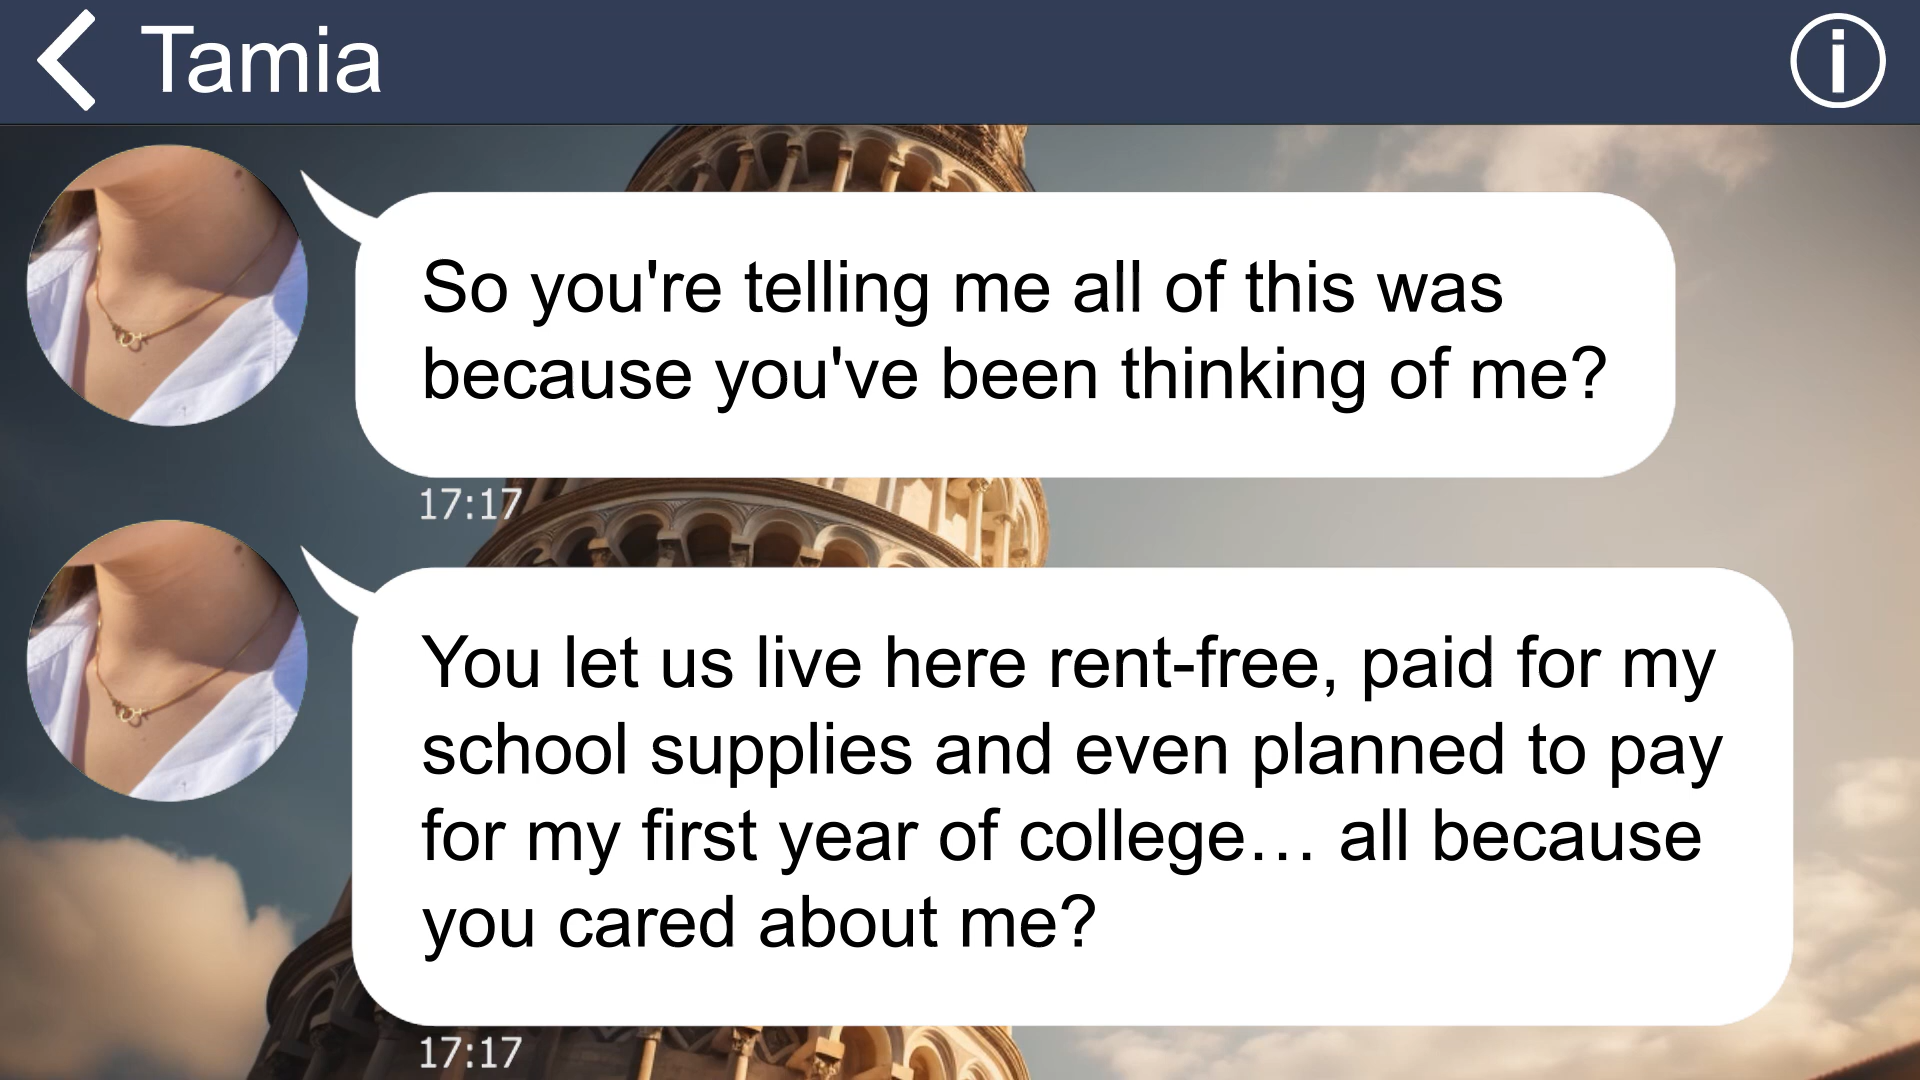 Tamia
So you're telling me all of this was
because you've been thinking of me?
17:17
You let us live here rent-free, paid for my
school supplies and even planned to pay
for my first year of college… all because
you cared about me?
17:17